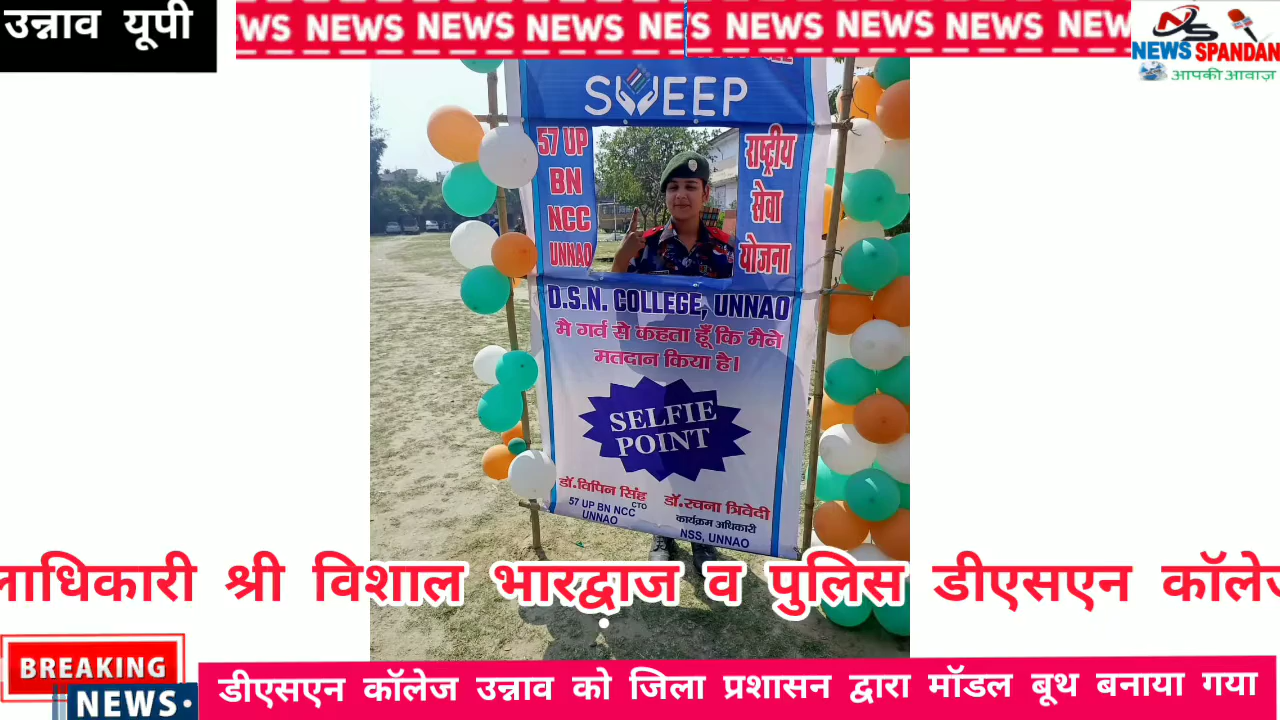 उन्नाव यूपी
NEWS NEWS NEWS NEWS NEWS NEWS NEWS NEWS
NEWS SPANDAN
आपकी आवाज़
SWEEP
57 UP
BN
NCC
UNNAO
राष्ट्रीय
सेवा
योजना
D.S.N. COLLEGE, UNNAO
मै गर्व से कहता हूँ कि मैने
मतदान किया है।
SELFIE
POINT
डॉ.विपिन सिंह
CTO
57 UP BN NCC
UNNAO
डॉ.रचना त्रिवेदी
कार्यक्रम अधिकारी
NSS, UNNAO
लाधिकारी श्री विशाल भारद्वाज व पुलिस डीएसएन कॉलेज
BREAKING
NEWS
डीएसएन कॉलेज उन्नाव को जिला प्रशासन द्वारा मॉडल बूथ बनाया गया